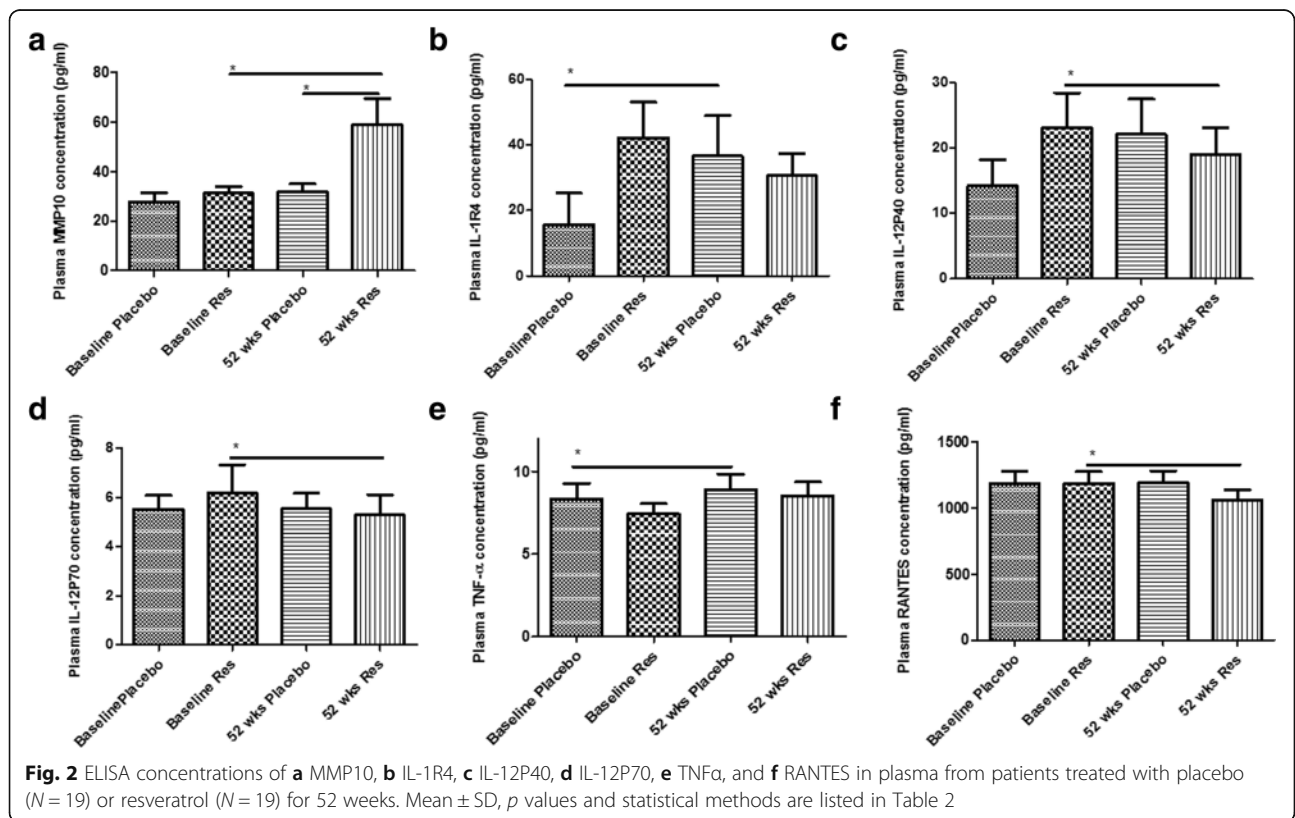 a
Plasma MMP10 concentration (pg/ml)
80
60
40
20
0
*
*
Baseline Placebo
Baseline Res
52 wks Placebo
52 wks Res
b
Plasma IL-1R4 concentration (pg/ml)
60
40
20
0
*
BaselinePlacebo
Baseline Res
52 wks Placebo
52 wks Res
c
Plasma IL-12P40 concentration (pg/ml)
30
20
10
0
*
Baseline Placebo
Baseline Res
52 wks Placebo
52 wks Res
d
Plasma IL-12P70 concentration (pg/ml)
8
6
4
2
0
*
BaselinePlacebo
Baseline Res
52 wks Placebo
52 wks Res
e
Plasma TNF-α concentration (pg/ml)
10
5
0
*
Baseline Placebo
Baseline Res
52 wks Placebo
52 wks Res
f
Plasma RANTES concentration (pg/ml)
1500
1000
500
0
*
Baseline Placebo
Baseline Res
52 wks Placebo
52 wks Res
Fig. 2 ELISA concentrations of a MMP10, b IL-1R4, c IL-12P40, d IL-12P70, e TNFα, and f RANTES in plasma from patients treated with placebo
(N = 19) or resveratrol (N = 19) for 52 weeks. Mean ± SD, p values and statistical methods are listed in Table 2